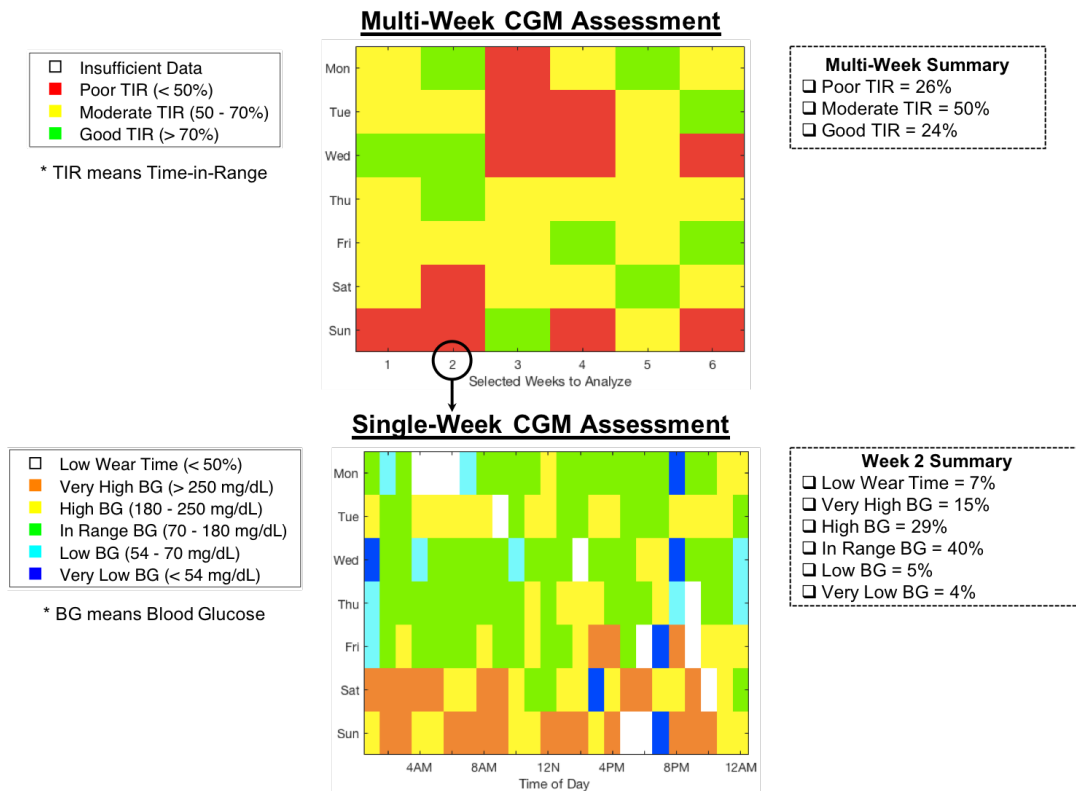 Multi-Week CGM Assessment
Insufficient Data
Poor TIR (< 50%)
Moderate TIR (50 - 70%)
Good TIR (> 70%)
* TIR means Time-in-Range
Mon
Tue
Wed
Thu
Fri
Sat
Sun
1 2 3 4 5 6
Selected Weeks to Analyze
Multi-Week Summary
Poor TIR = 26%
Moderate TIR = 50%
Good TIR = 24%
Single-Week CGM Assessment
Low Wear Time (< 50%)
Very High BG (> 250 mg/dL)
High BG (180 - 250 mg/dL)
In Range BG (70 - 180 mg/dL)
Low BG (54 - 70 mg/dL)
Very Low BG (< 54 mg/dL)
* BG means Blood Glucose
Mon
Tue
Wed
Thu
Fri
Sat
Sun
4AM 8AM 12N 4PM 8PM 12AM
Time of Day
Week 2 Summary
Low Wear Time = 7%
Very High BG = 15%
High BG = 29%
In Range BG = 40%
Low BG = 5%
Very Low BG = 4%